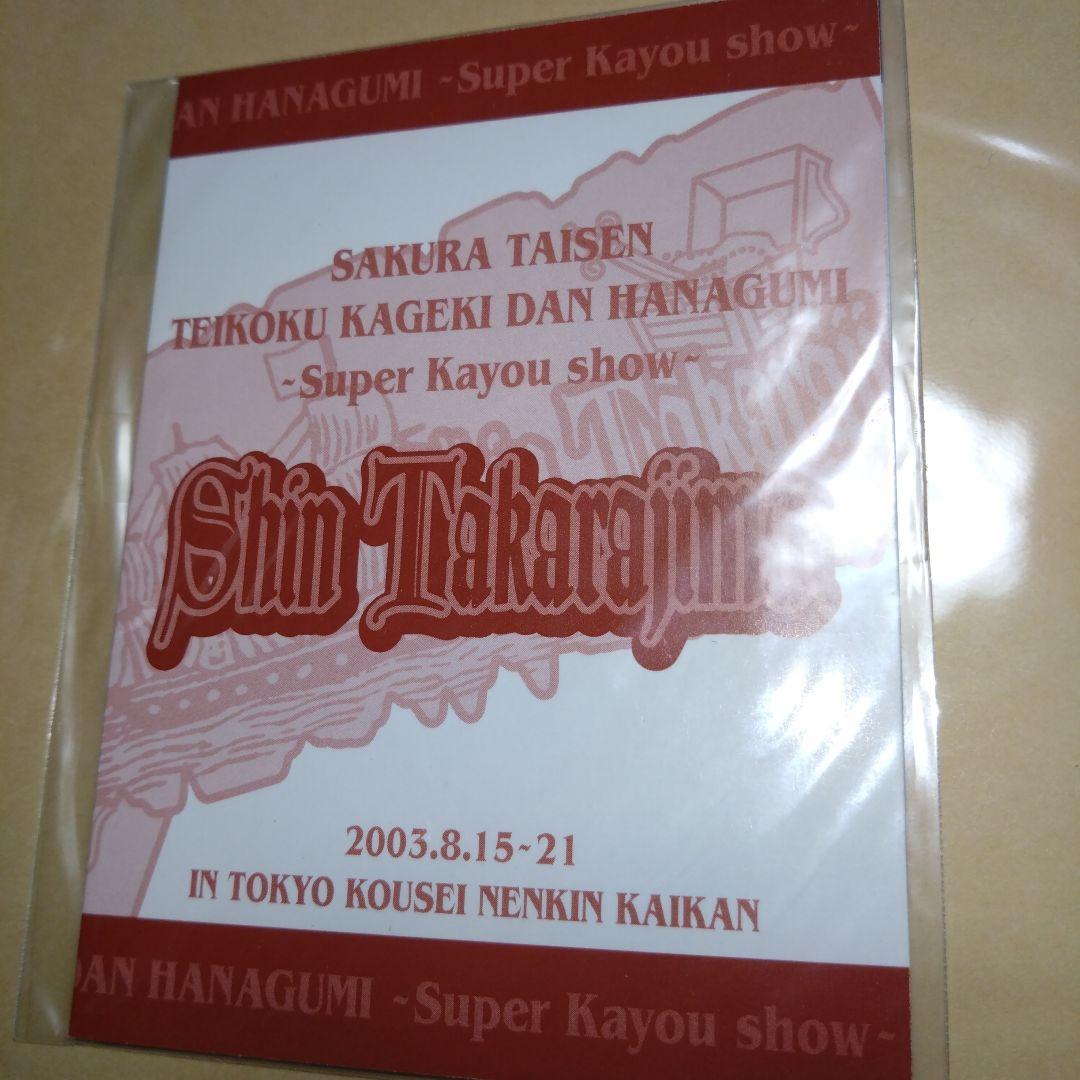 AN HANAGUMI ~Super Kayou show~
SAKURA TAISEN
TEIKOKU KAGEKI DAN HANAGUMI
~Super Kayou show~
Shin Takarajima
2003.8.15~21
IN TOKYO KOUSEI NENKIN KAIKAN
DAN HANAGUMI ~Super Kayou show~